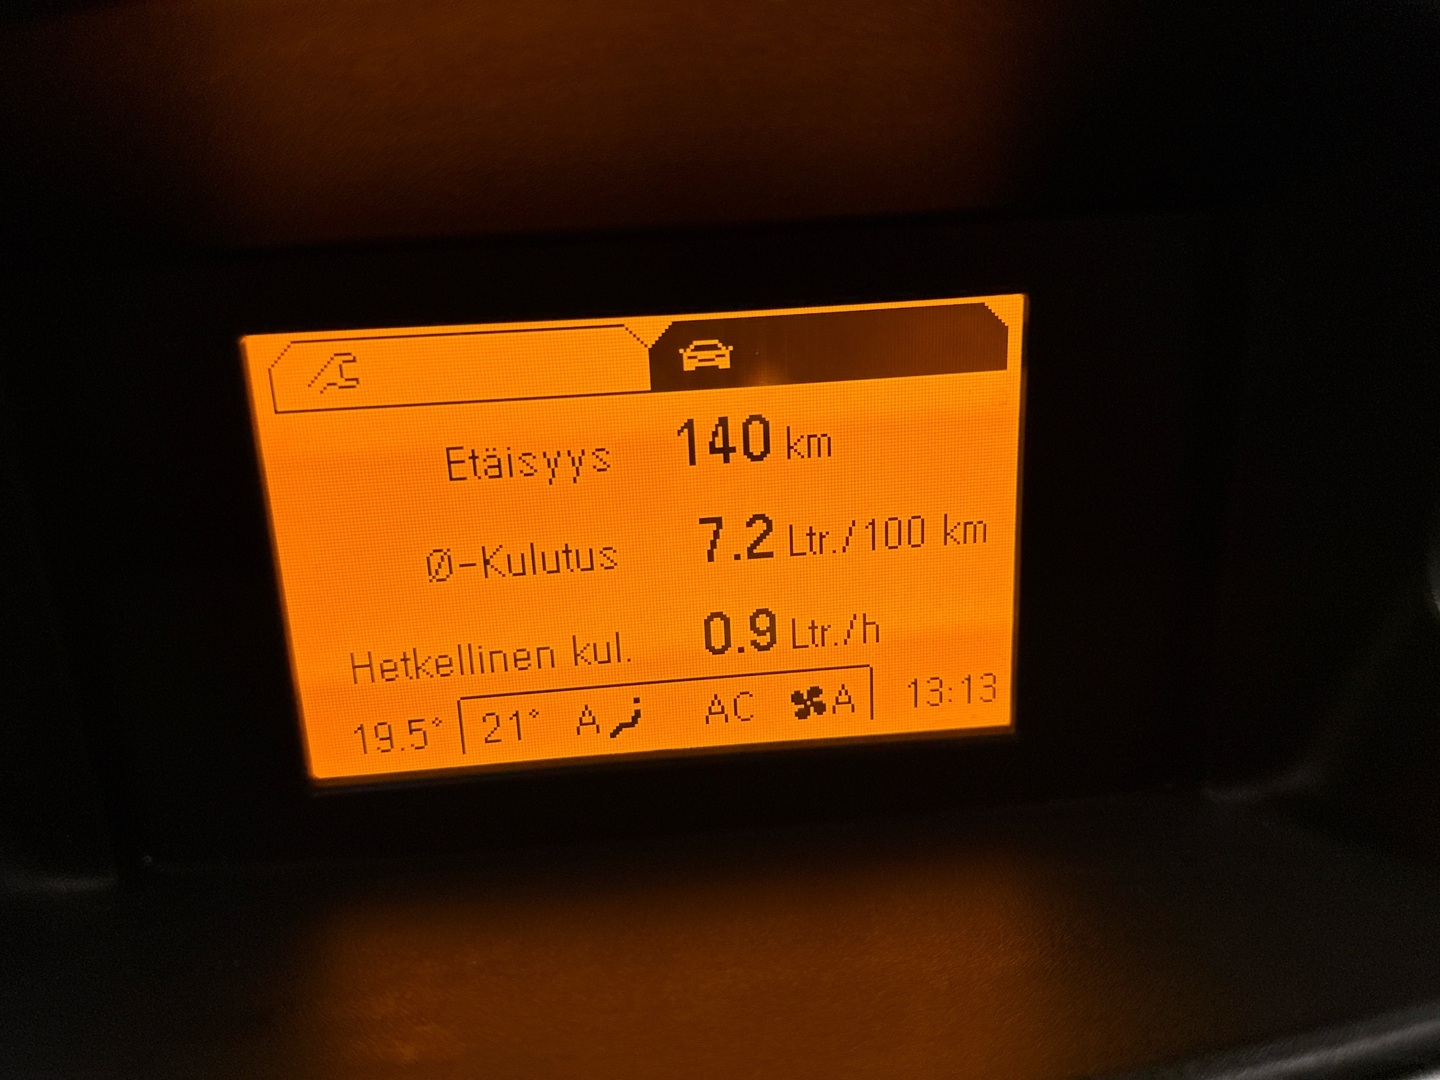 Etäisyys 140 km
Ø-Kulutus 7.2 Ltr./100 km
Hetkellinen kul. 0.9 Ltr./h
19.5° 21° A AC A 13:13